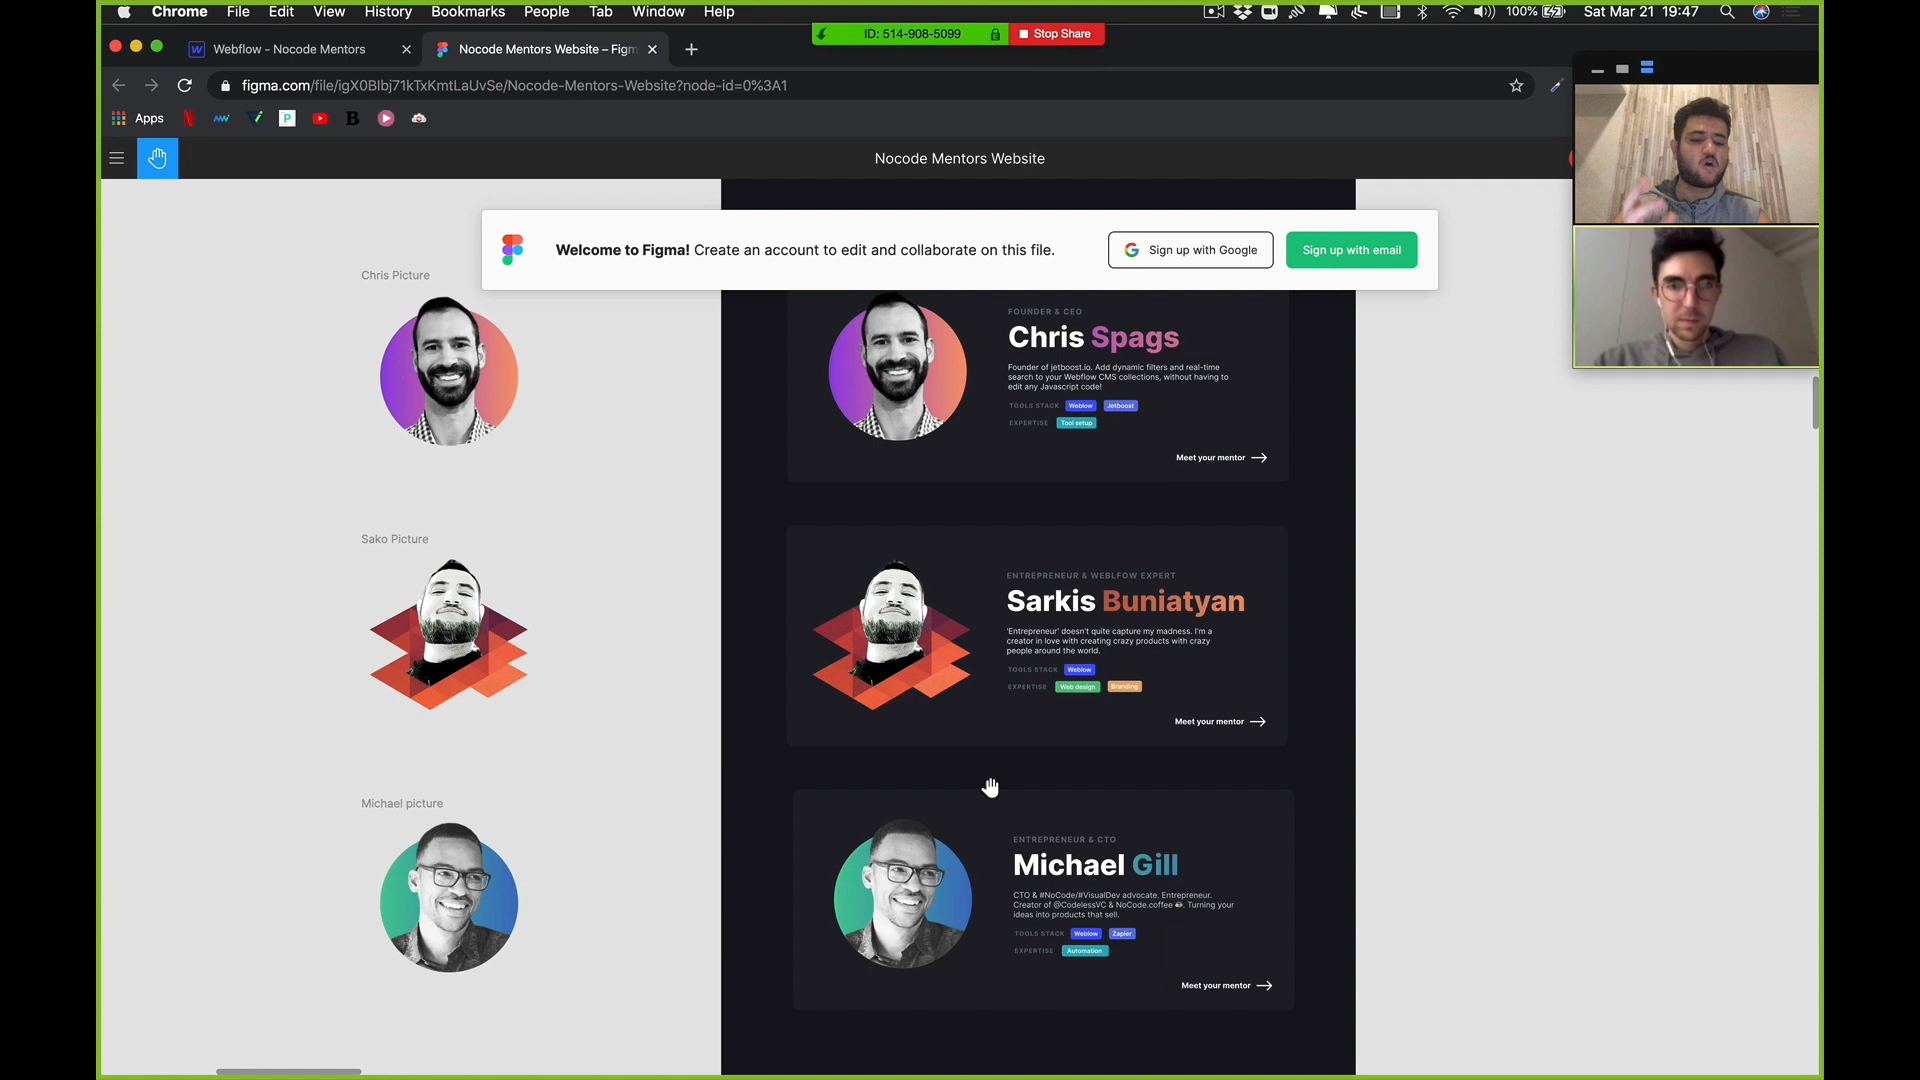 Chrome File Edit View History Bookmarks People Tab Window Help
100% Sat Mar 21 19:47
ID: 514-908-5099 Stop Share
Webflow - Nocode Mentors
Nocode Mentors Website – Figm
figma.com/file/igX0BIbj71kTxKmtLaUvSe/Nocode-Mentors-Website?node-id=0%3A1
Apps
Nocode Mentors Website
Welcome to Figma! Create an account to edit and collaborate on this file.
Sign up with Google
Sign up with email
Chris Picture
FOUNDER & CEO
Chris Spags
Founder of jetboost.io. Add dynamic filters and real-time
search to your Webflow CMS collections, without having to
edit any Javascript code!
TOOLS STACK Weblow Jetboost
EXPERTISE Tool setup
Meet your mentor
Sako Picture
ENTREPRENEUR & WEBLFOW EXPERT
Sarkis Buniatyan
'Entrepreneur' doesn't quite capture my madness. I'm a
creator in love with creating crazy products with crazy
people around the world.
TOOLS STACK Weblow
EXPERTISE Web design Branding
Meet your mentor
Michael picture
ENTREPRENEUR & CTO
Michael Gill
CTO & #NoCode/#VisualDev advocate. Entrepreneur.
Creator of @CodelessVC & NoCode.coffee ☕. Turning your
ideas into products that sell.
TOOLS STACK Weblow Zapier
EXPERTISE Automation
Meet your mentor